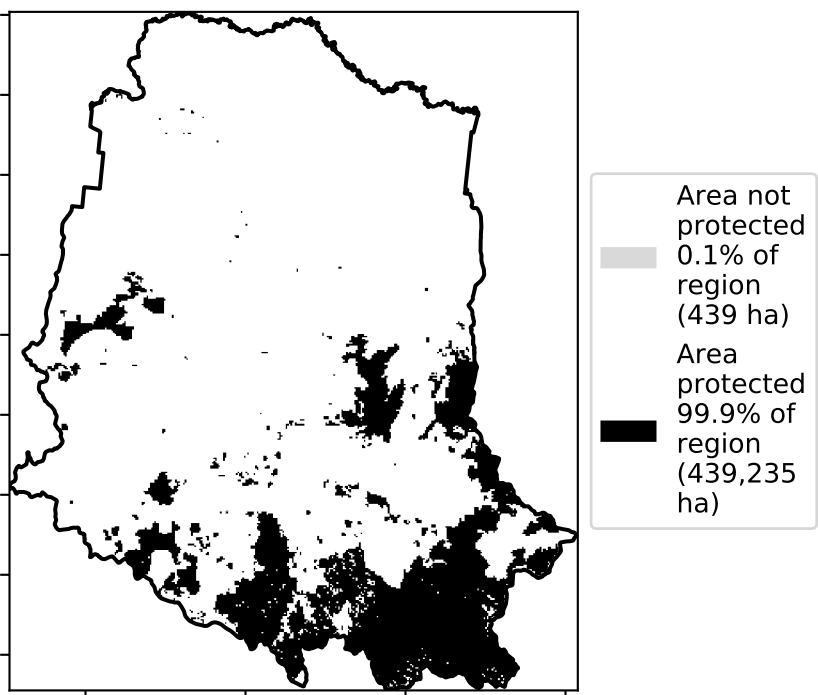 Area not
protected
0.1% of
region
(439 ha)
Area
protected
99.9% of
region
(439,235
ha)